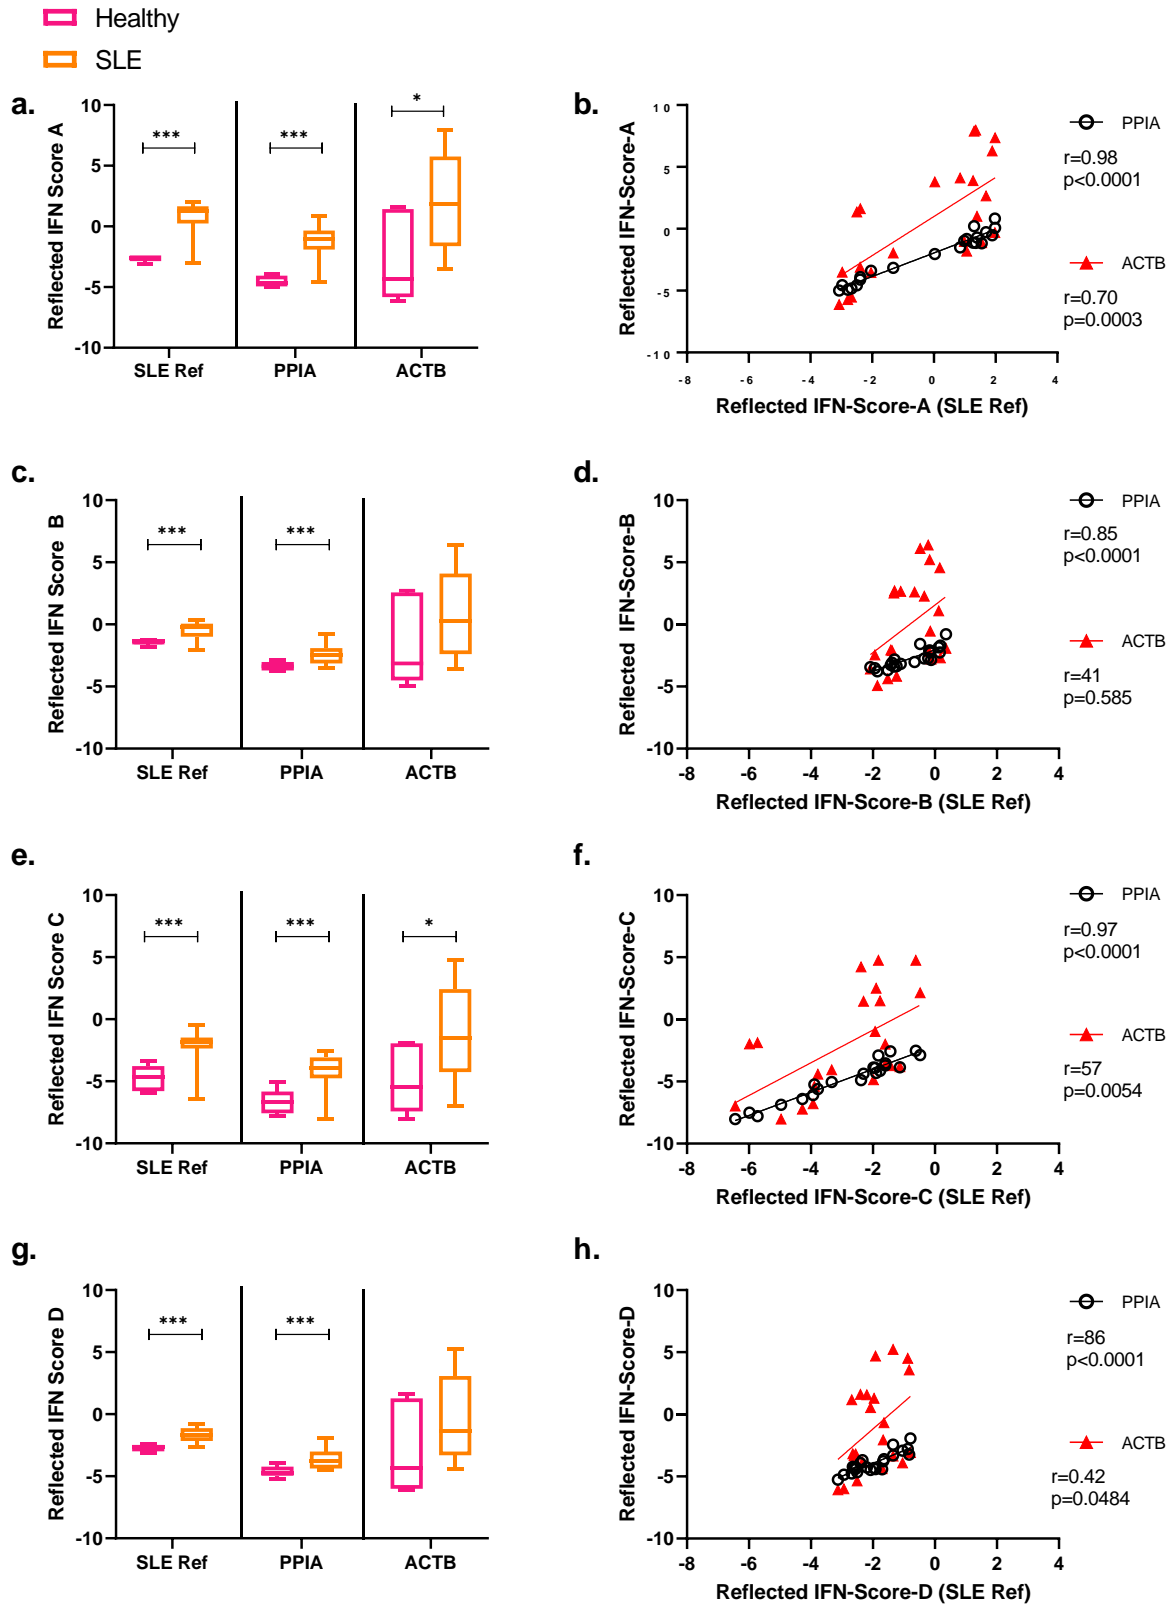 Healthy
SLE
a.
Reflected IFN Score A
10
5
0
-5
-10
***
***
*
SLE Ref
PPIA
ACTB
b.
Reflected IFN-Score-A
10
5
0
-5
-10
-8
-6
-4
-2
0
2
4
Reflected IFN-Score-A (SLE Ref)
PPIA
r=0.98
p<0.0001
ACTB
r=0.70
p=0.0003
c.
Reflected IFN Score B
10
5
0
-5
-10
***
***
SLE Ref
PPIA
ACTB
d.
Reflected IFN-Score-B
10
5
0
-5
-10
-8
-6
-4
-2
0
2
4
Reflected IFN-Score-B (SLE Ref)
PPIA
r=0.85
p<0.0001
ACTB
r=41
p=0.585
e.
Reflected IFN Score C
10
5
0
-5
-10
***
***
*
SLE Ref
PPIA
ACTB
f.
Reflected IFN-Score-C
10
5
0
-5
-10
-8
-6
-4
-2
0
2
4
Reflected IFN-Score-C (SLE Ref)
PPIA
r=0.97
p<0.0001
ACTB
r=57
p=0.0054
g.
Reflected IFN Score D
10
5
0
-5
-10
***
***
SLE Ref
PPIA
ACTB
h.
Reflected IFN-Score-D
10
5
0
-5
-10
-8
-6
-4
-2
0
2
4
Reflected IFN-Score-D (SLE Ref)
PPIA
r=86
p<0.0001
ACTB
r=0.42
p=0.0484